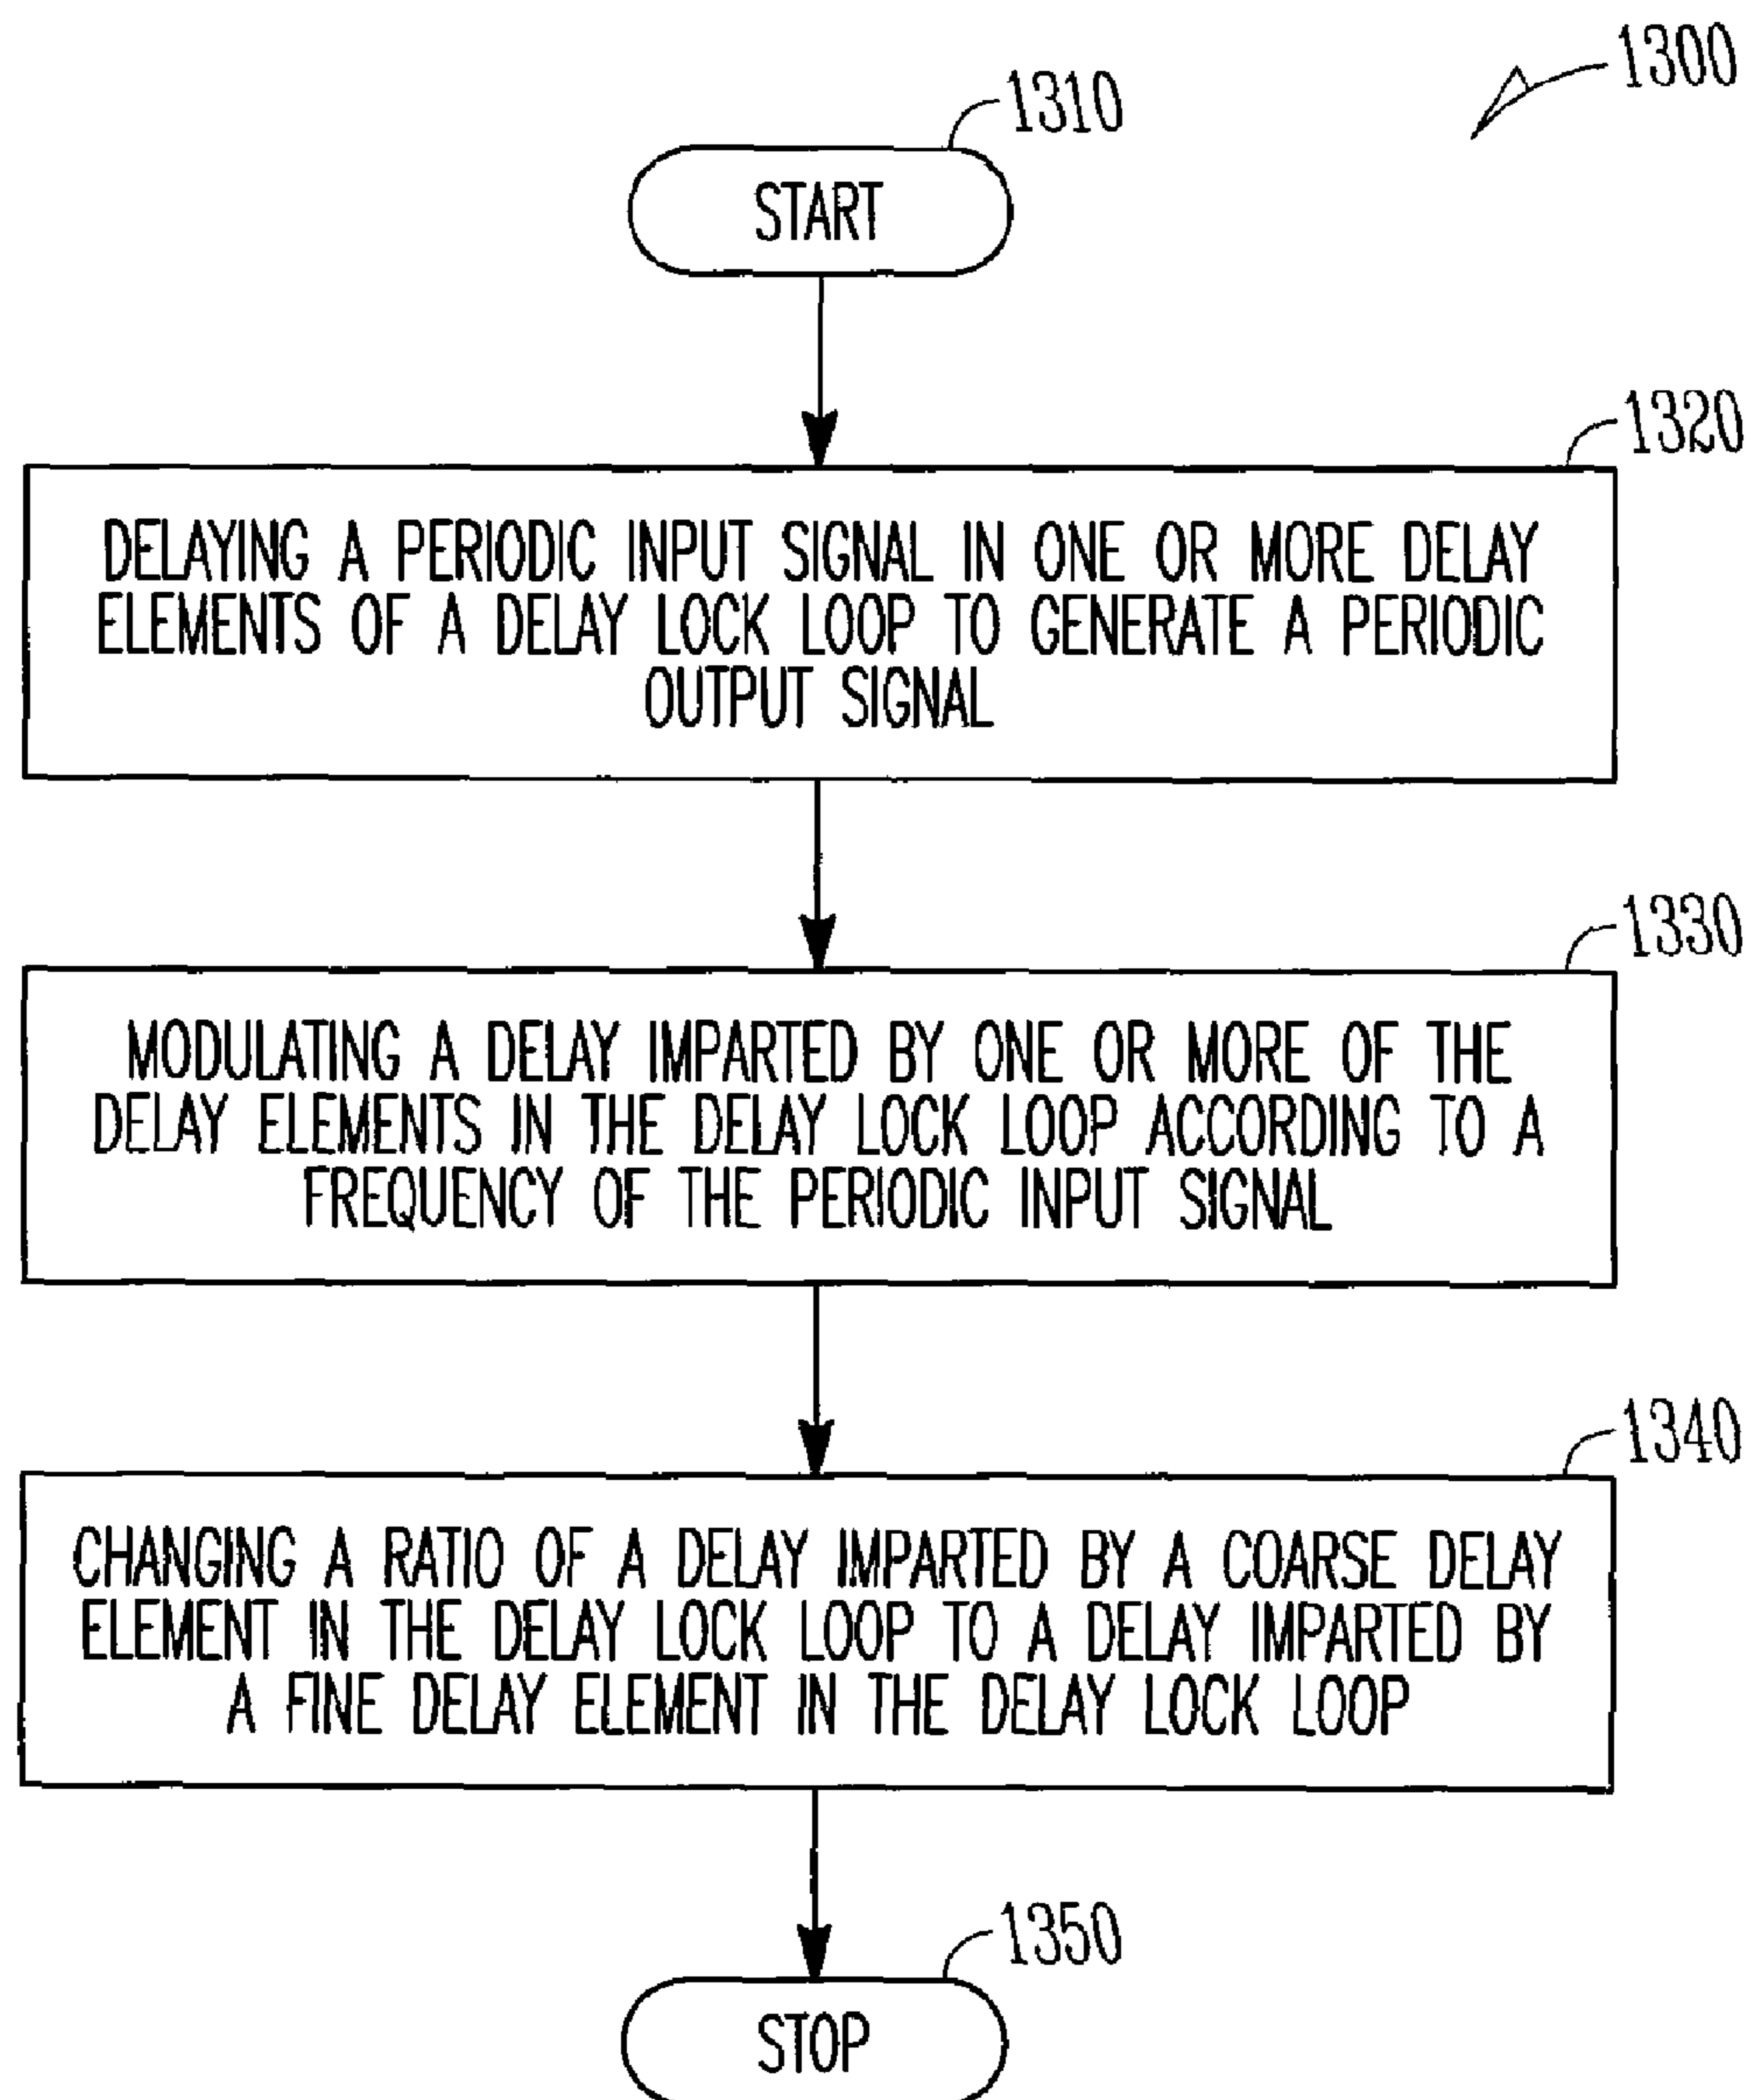 1300
1310
START
1320
DELAYING A PERIODIC INPUT SIGNAL IN ONE OR MORE DELAY
ELEMENTS OF A DELAY LOCK LOOP TO GENERATE A PERIODIC
OUTPUT SIGNAL
1330
MODULATING A DELAY IMPARTED BY ONE OR MORE OF THE
DELAY ELEMENTS IN THE DELAY LOCK LOOP ACCORDING TO A
FREQUENCY OF THE PERIODIC INPUT SIGNAL
1340
CHANGING A RATIO OF A DELAY IMPARTED BY A COARSE DELAY
ELEMENT IN THE DELAY LOCK LOOP TO A DELAY IMPARTED BY
A FINE DELAY ELEMENT IN THE DELAY LOCK LOOP
1350
STOP